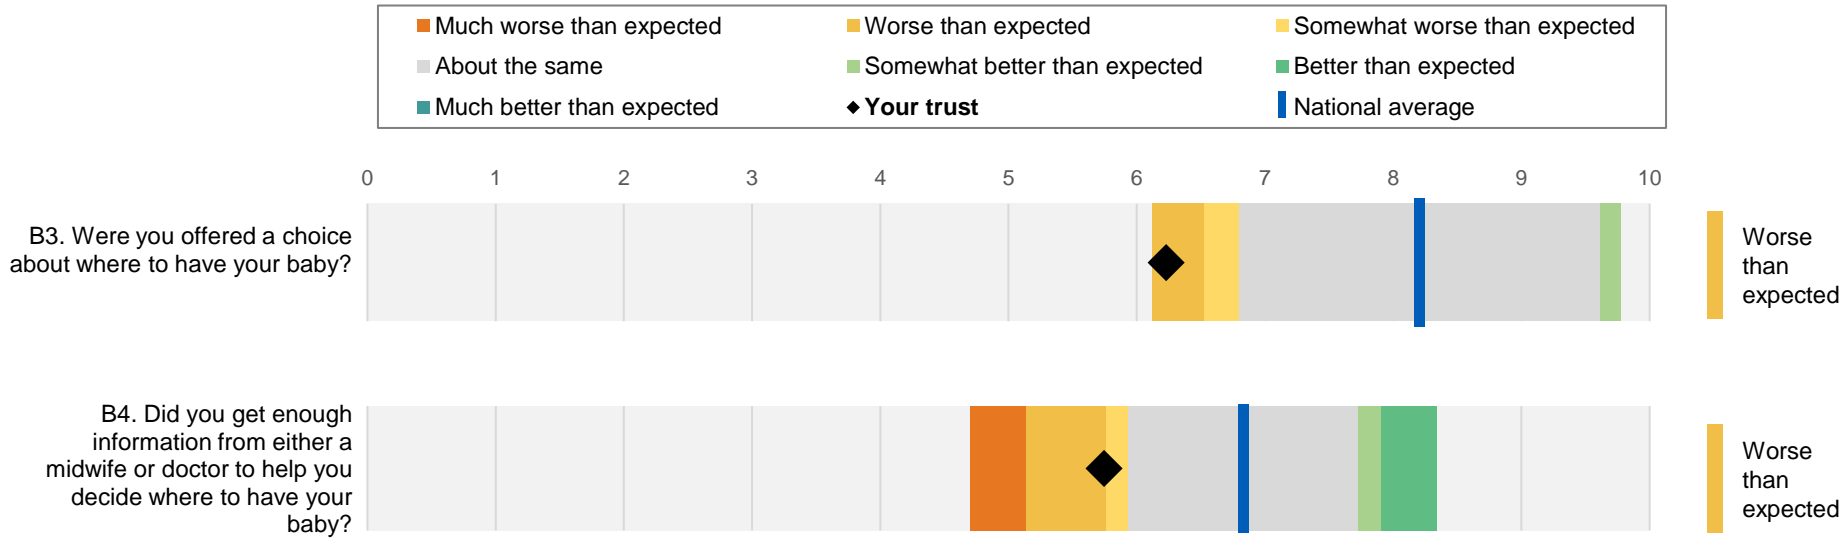 Much worse than expected
Worse than expected
Somewhat worse than expected
About the same
Somewhat better than expected
Better than expected
Much better than expected
Your trust
National average
0 1 2 3 4 5 6 7 8 9 10
B3. Were you offered a choice
about where to have your baby?
Worse
than
expected
B4. Did you get enough
information from either a
midwife or doctor to help you
decide where to have your
baby?
Worse
than
expected